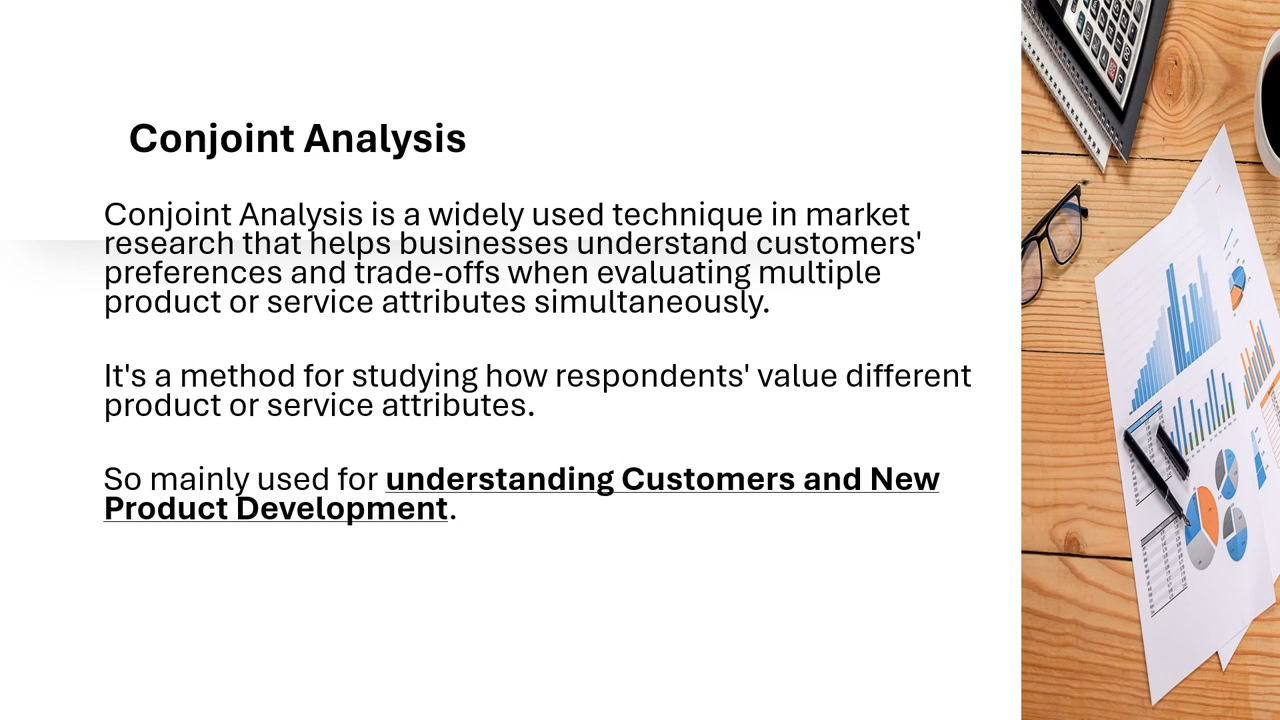 Conjoint Analysis
Conjoint Analysis is a widely used technique in market
research that helps businesses understand customers'
preferences and trade-offs when evaluating multiple
product or service attributes simultaneously.
It's a method for studying how respondents' value different
product or service attributes.
So mainly used for understanding Customers and New
Product Development.